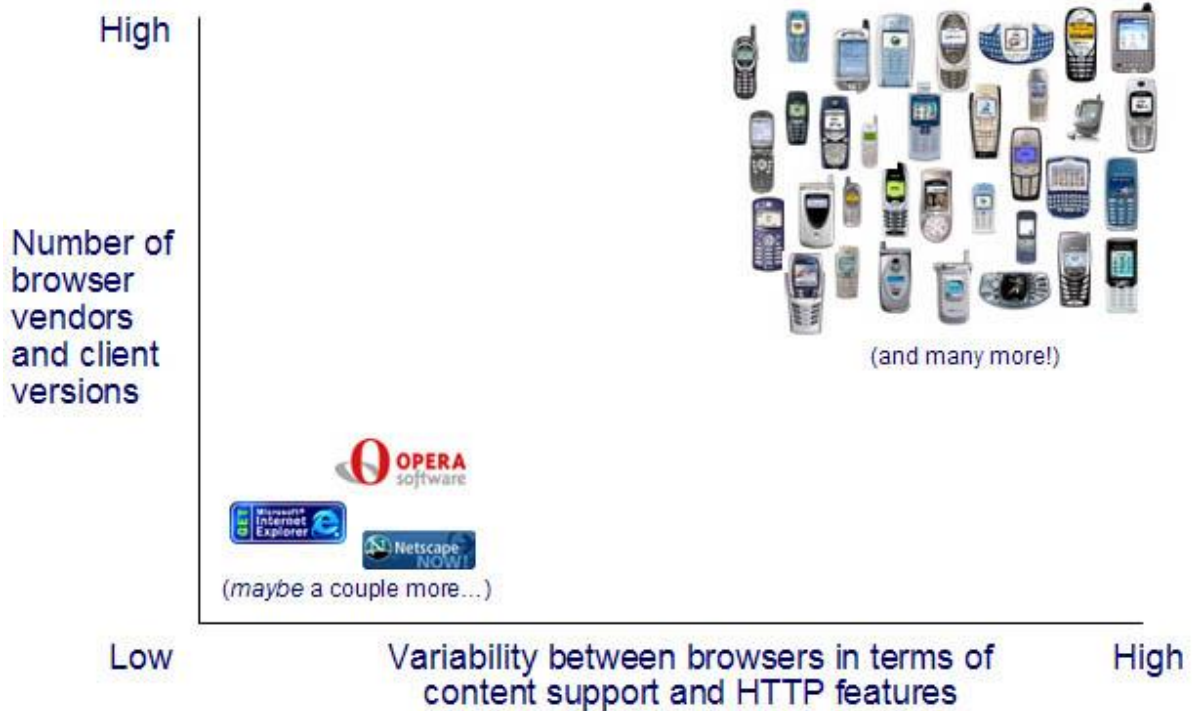 High
Number of
browser
vendors
and client
versions
(and many more!)
OPERA
software
GET
Microsoft®
Internet
Explorer
N
Netscape
NOW!
(maybe a couple more…)
Low
Variability between browsers in terms of
content support and HTTP features
High